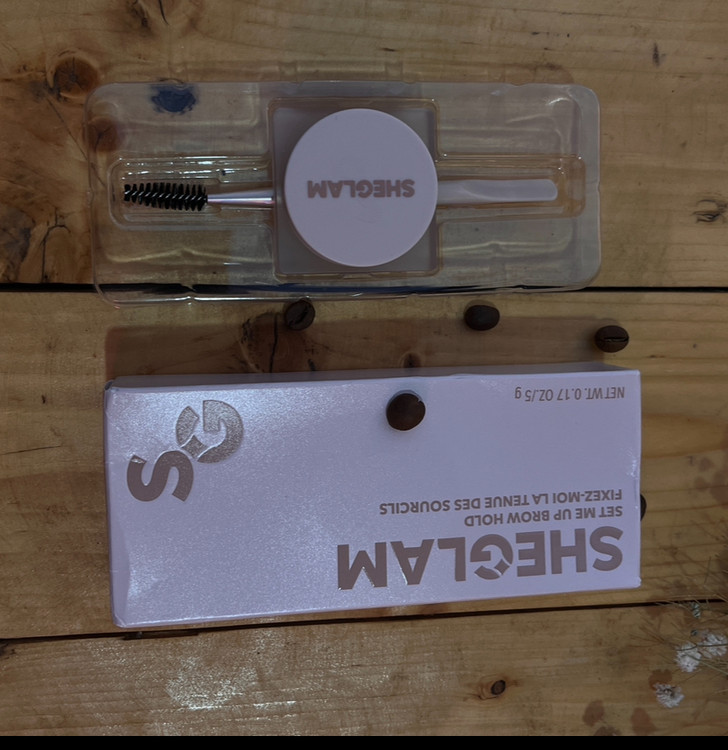 SHEGLAM
SHEGLAM
SET ME UP BROW HOLD
FIXEZ-MOI LA TENUE DES SOURCILS
NET WT. 0.17 OZ./5 g
SG